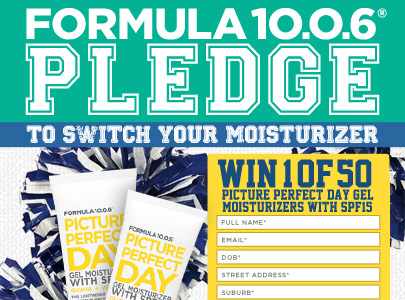 FORMULA 10.0.6®
PLEDGE
TO SWITCH YOUR MOISTURIZER
WIN 1 OF 50
PICTURE PERFECT DAY GEL
MOISTURIZERS WITH SPF15
FULL NAME*
EMAIL*
DOB*
STREET ADDRESS*
SUBURB*
FORMULA 10.0.6
PICTURE
PERFECT
DAY
GEL MOISTURIZER
WITH SPF
THE LIGHTWEIGHT
FORMULA 10.0.6
PICTURE
PERFECT
DAY
GEL MOISTURIZER
WITH SPF